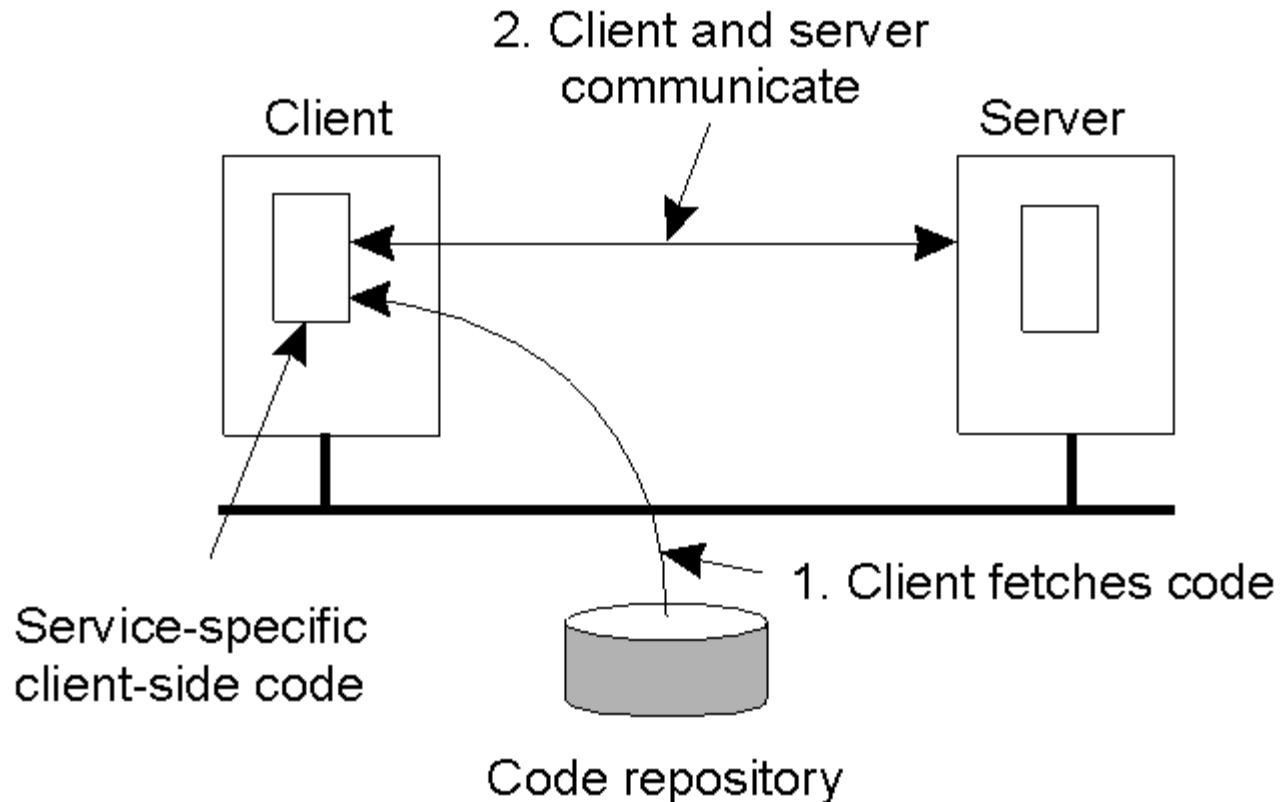 2. Client and server
communicate
Client
Server
1. Client fetches code
Service-specific
client-side code
Code repository